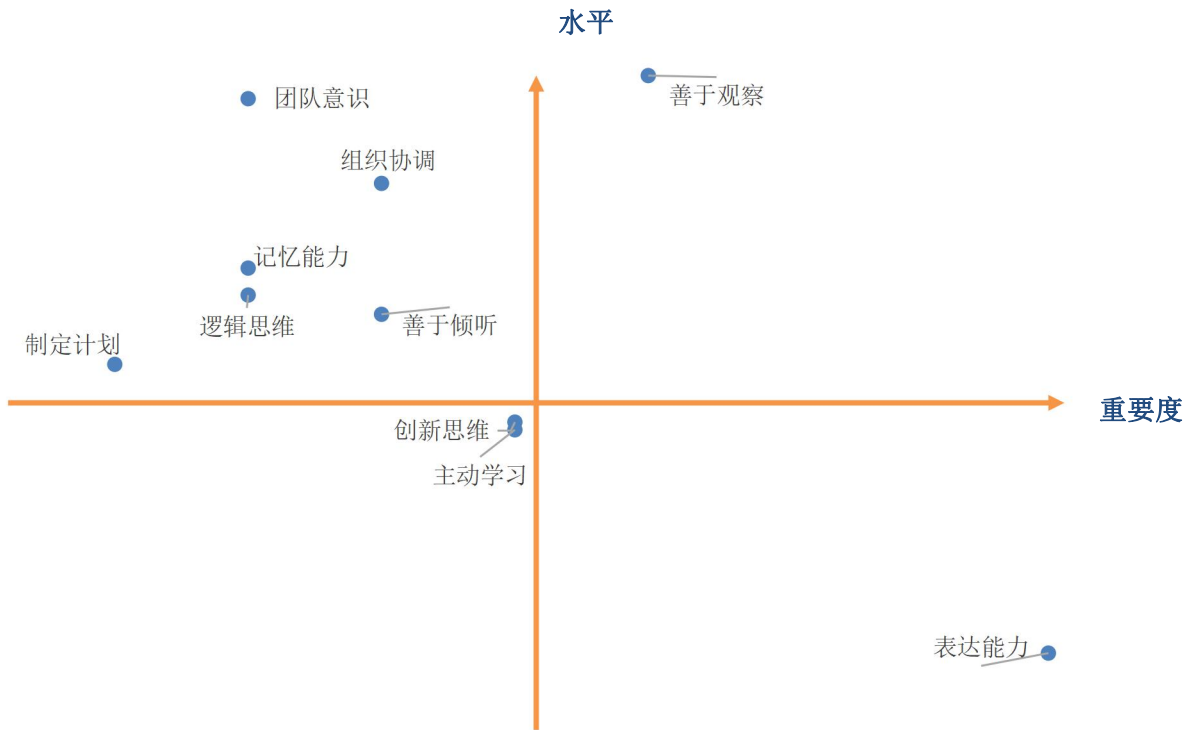 水平
善于观察
团队意识
组织协调
记忆能力
逻辑思维
善于倾听
制定计划
重要度
创新思维
主动学习
表达能力